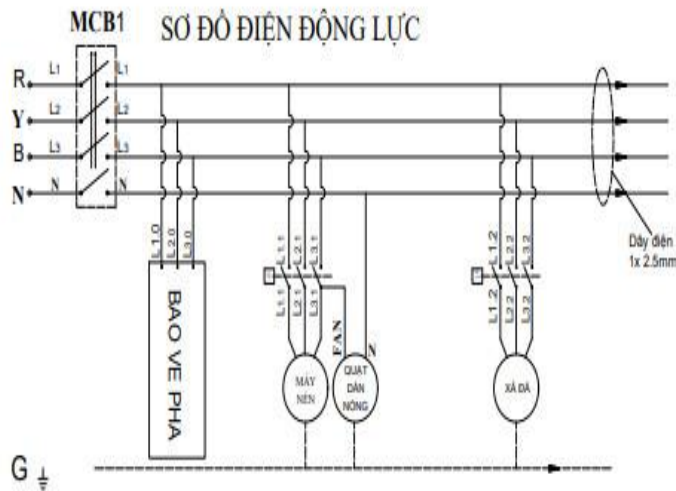 MCB1 SƠ ĐỒ ĐIỆN ĐỘNG LỰC
R L1 L1
Y L2 L2
B L3 L3
N N N
L1.0 L2.0 L3.0
L1.1 L2.1 L3.1
L1.2 L2.2 L3.2
Dây điện
1x 2.5mm
L1.1 L2.1 L3.1
L1.2 L2.2 L3.2
BAO VE PHA
FAN
N
MÁY
NÉN
QUẠT
DÀN
NÓNG
XẢ ĐÁ
G